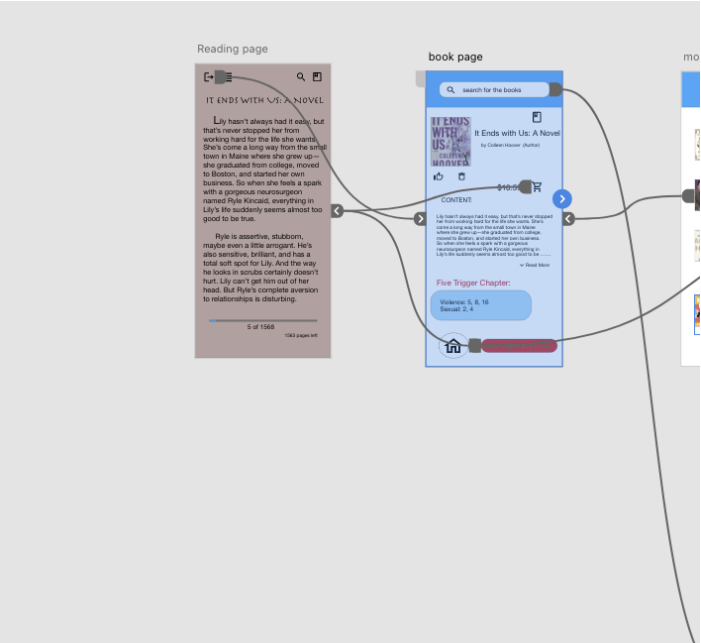 Reading page
IT ENDS WITH US: A NOVEL
Lily hasn't always had it easy, but
that's never stopped her from
working hard for the life she wants.
She's come a long way from the small
town in Maine where she grew up—
she graduated from college, moved
to Boston, and started her own
business. So when she feels a spark
with a gorgeous neurosurgeon
named Ryle Kincaid, everything in
Lily's life suddenly seems almost too
good to be true.
Ryle is assertive, stubborn,
maybe even a little arrogant. He's
also sensitive, brilliant, and has a
total soft spot for Lily. And the way
he looks in scrubs certainly doesn't
hurt. Lily can't get him out of her
head. But Ryle's complete aversion
to relationships is disturbing.
5 of 1568
1563 pages left
book page
search for the books
IT ENDS
WITH
US
COLLEEN
HOOVER
It Ends with Us: A Novel
by Colleen Hoover (Author)
CONTENT:
Lily hasn't always had it easy, but that's never stopped
her from working hard for the life she wants. She's
come a long way from the small town in Maine
where she grew up—she graduated from college,
moved to Boston, and started her own business.
So when she feels a spark with a gorgeous
neurosurgeon named Ryle Kincaid, everything in
Lily's life suddenly seems almost too good to be ........
Read More
Five Trigger Chapter:
Violence: 5, 8, 16
Sexual: 2, 4
mo